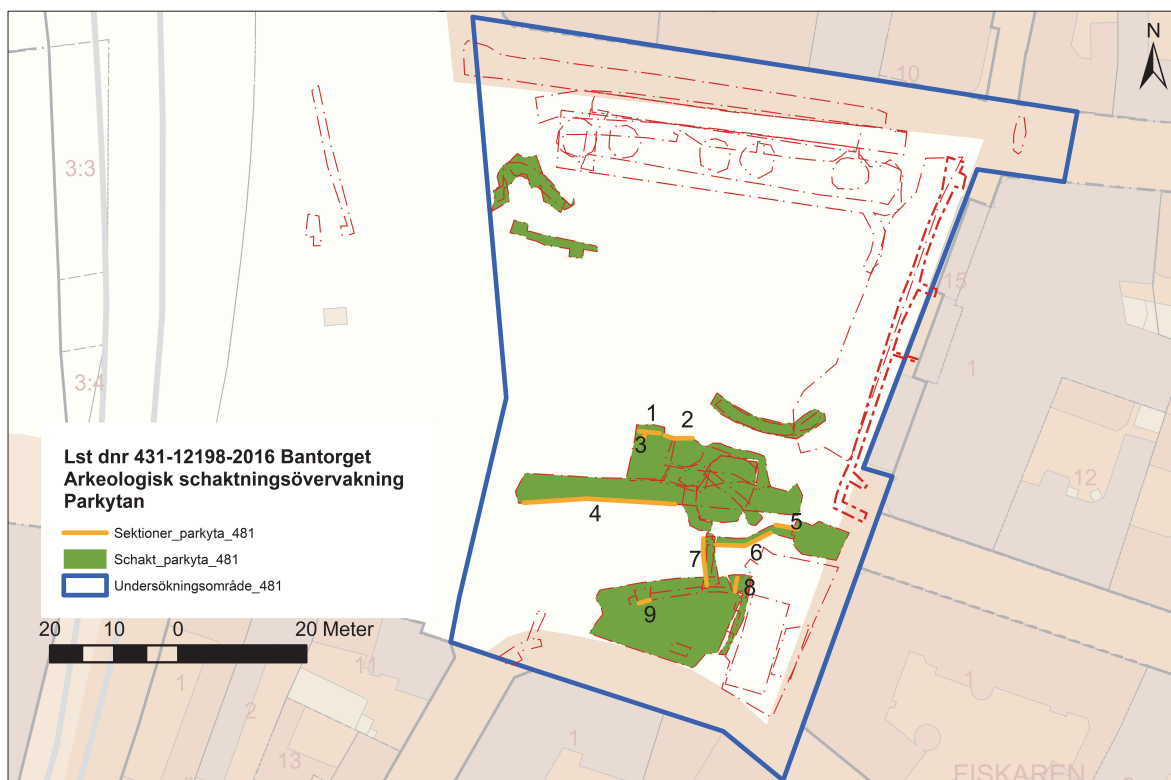 N
10
3:3
15
3:4
1
1
2
3
12
Lst dnr 431-12198-2016 Bantorget
Arkeologisk schaktningsövervakning
Parkytan
Sektioner_parkyta_481
Schakt_parkyta_481
Undersökningsområde_481
4
5
6
7
8
9
20 10 0 20 Meter
11
1
2
13
1
1
FISKAREN